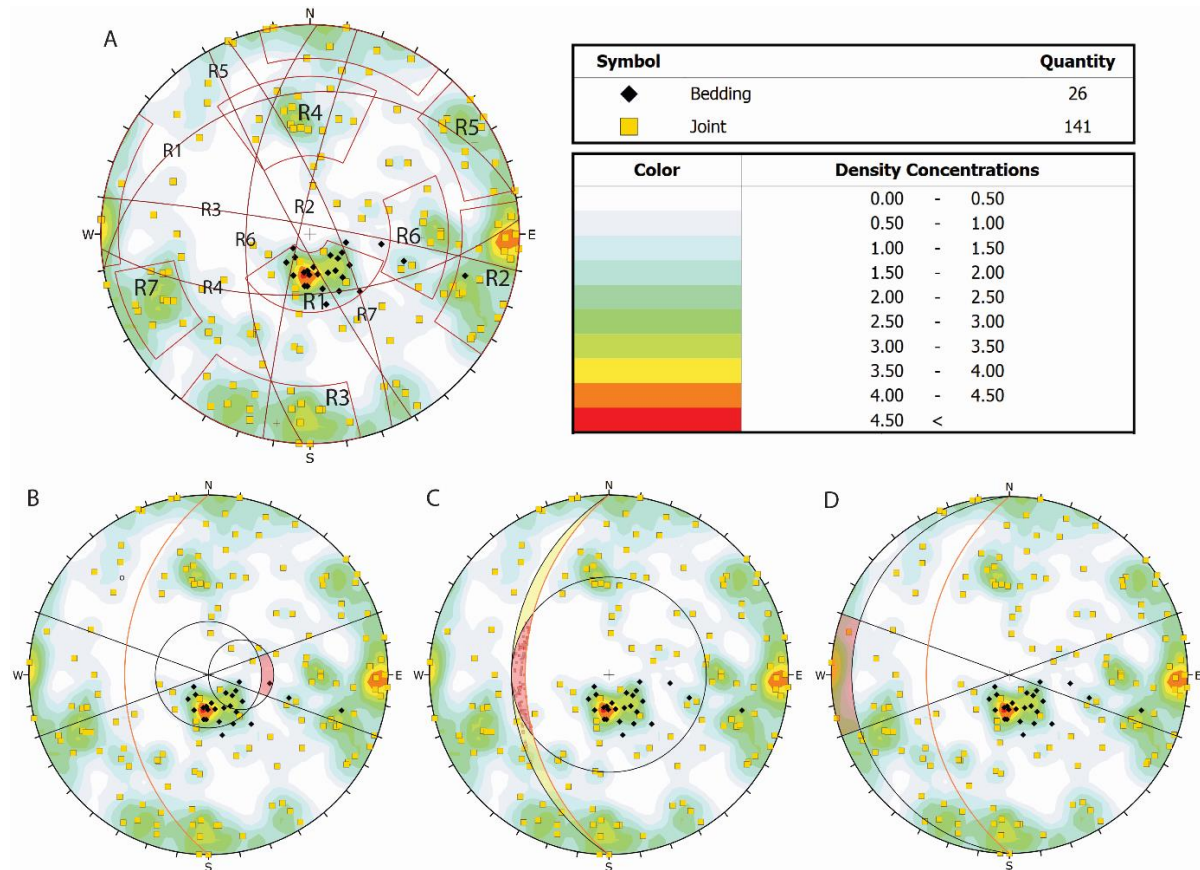 A
N
R5
R4
R5
R1
R2
R3
W
E
R6
R6
R2
R7
R4
R1
R7
R3
S
Symbol Quantity
Bedding 26
Joint 141
Color Density Concentrations
0.00 - 0.50
0.50 - 1.00
1.00 - 1.50
1.50 - 2.00
2.00 - 2.50
2.50 - 3.00
3.00 - 3.50
3.50 - 4.00
4.00 - 4.50
4.50 <
B
N
W
E
S
C
N
W
E
S
D
N
W
E
S